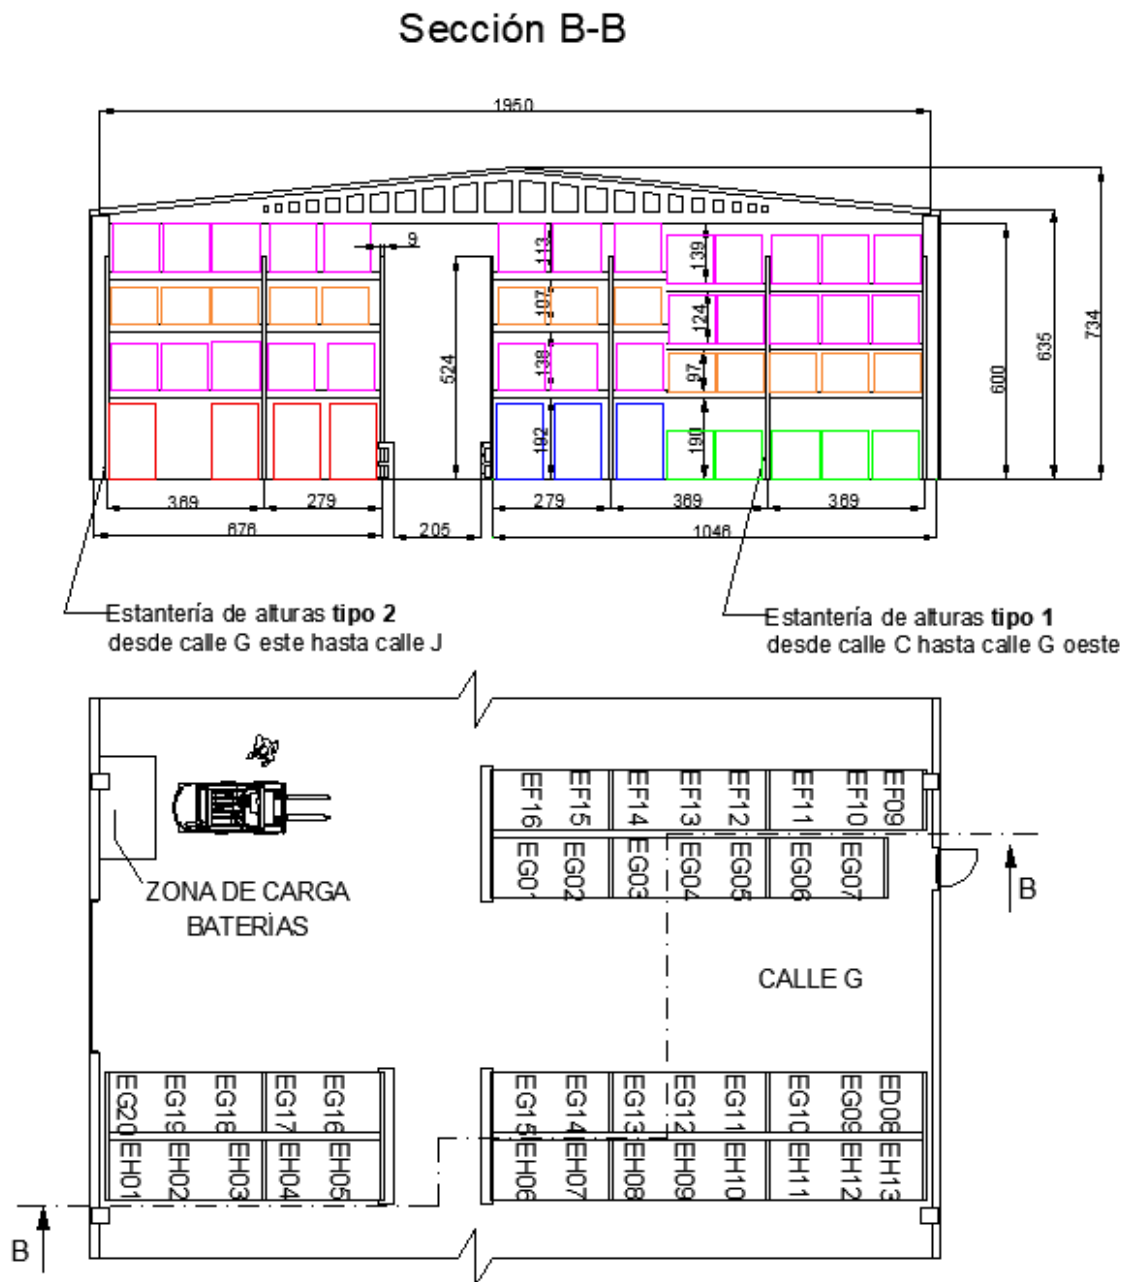 Sección B-B
1950
9
113
139
107
124
138
97
192
190
524
600
635
734
369
279
279
369
369
676
205
1046
Estantería de alturas tipo 2
desde calle G este hasta calle J
Estantería de alturas tipo 1
desde calle C hasta calle G oeste
EF16
EF15
EF14
EF13
EF12
EF11
EF10
EF09
EG01
EG02
EG03
EG04
EG05
EG06
EG07
ZONA DE CARGA
BATERÍAS
B
CALLE G
EG20
EG19
EG18
EG17
EG16
EG15
EG14
EG13
EG12
EG11
EG10
EG09
ED08
EH01
EH02
EH03
EH04
EH05
EH06
EH07
EH08
EH09
EH10
EH11
EH12
EH13
B